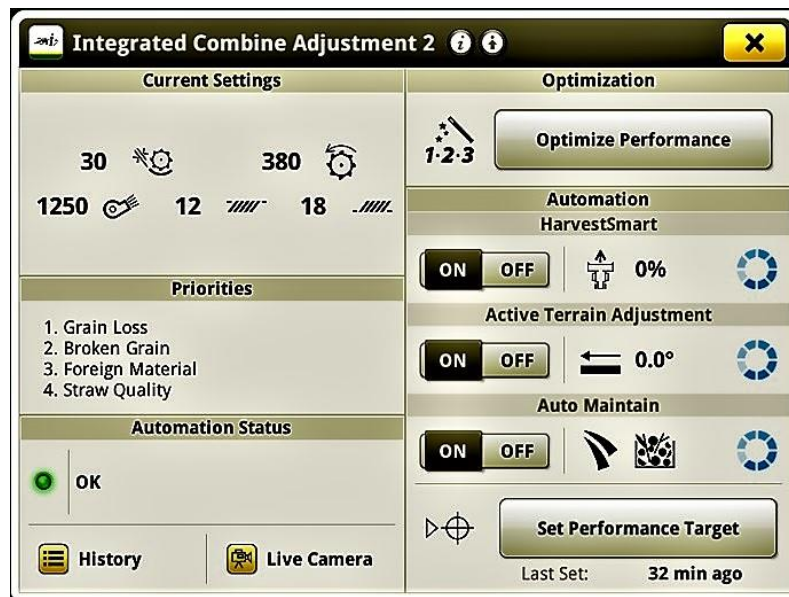 Integrated Combine Adjustment 2
Current Settings
30 380
1250 12 18
Priorities
1. Grain Loss
2. Broken Grain
3. Foreign Material
4. Straw Quality
Automation Status
OK
History
Live Camera
Optimization
1·2·3
Optimize Performance
Automation
HarvestSmart
ON OFF 0%
Active Terrain Adjustment
ON OFF 0.0°
Auto Maintain
ON OFF
Set Performance Target
Last Set: 32 min ago